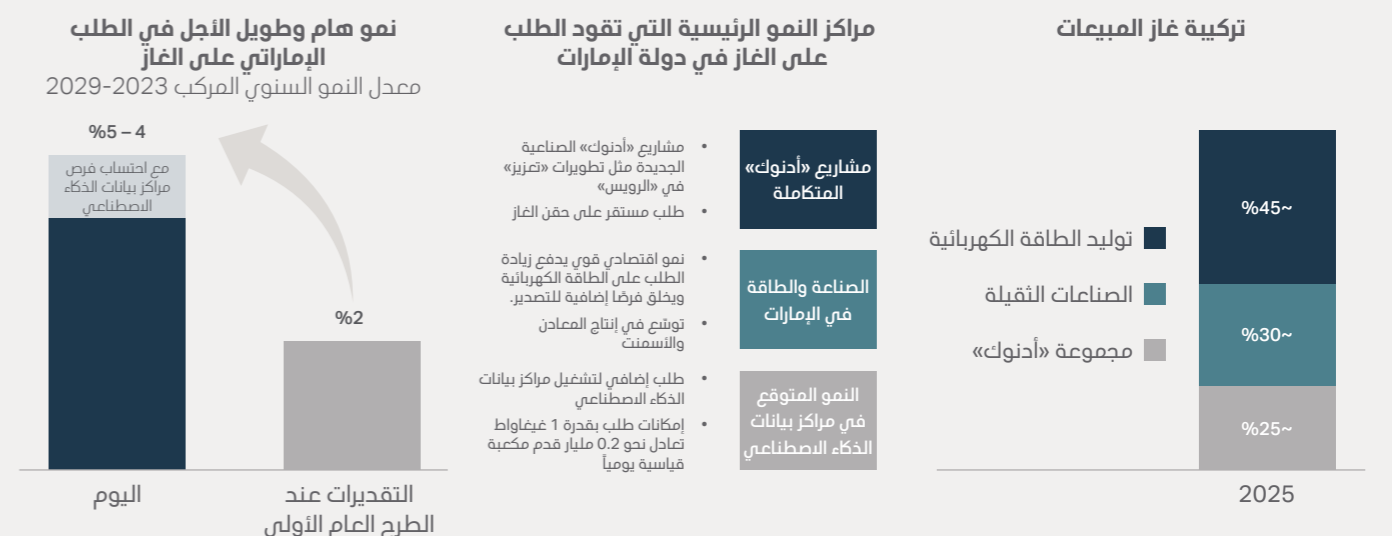 تركيبة غاز المبيعات
%45~
%30~
%25~
2025
توليد الطاقة الكهربائية
الصناعات الثقيلة
مجموعة «أدنوك»
مراكز النمو الرئيسية التي تقود الطلب
على الغاز في دولة الإمارات
مشاريع «أدنوك»
المتكاملة
• مشاريع «أدنوك» الصناعية
الجديدة مثل تطويرات «تعزيز»
في «الرويس»
• طلب مستقر على حقن الغاز
الصناعة والطاقة
في الإمارات
• نمو اقتصادي قوي يدفع زيادة
الطلب على الطاقة الكهربائية
ويخلق فرصًا إضافية للتصدير.
• توسّع في إنتاج المعادن
والأسمنت
النمو المتوقع
في مراكز بيانات
الذكاء الاصطناعي
• طلب إضافي لتشغيل مراكز بيانات
الذكاء الاصطناعي
• إمكانات طلب بقدرة 1 غيغاواط
تعادل نحو 0.2 مليار قدم مكعبة
قياسية يومياً
نمو هام وطويل الأجل في الطلب
الإماراتي على الغاز
معدل النمو السنوي المركب 2023-2029
%5 – 4
مع احتساب فرص
مراكز بيانات الذكاء
الاصطناعي
%2
التقديرات عند
الطرح العام الأولي
اليوم